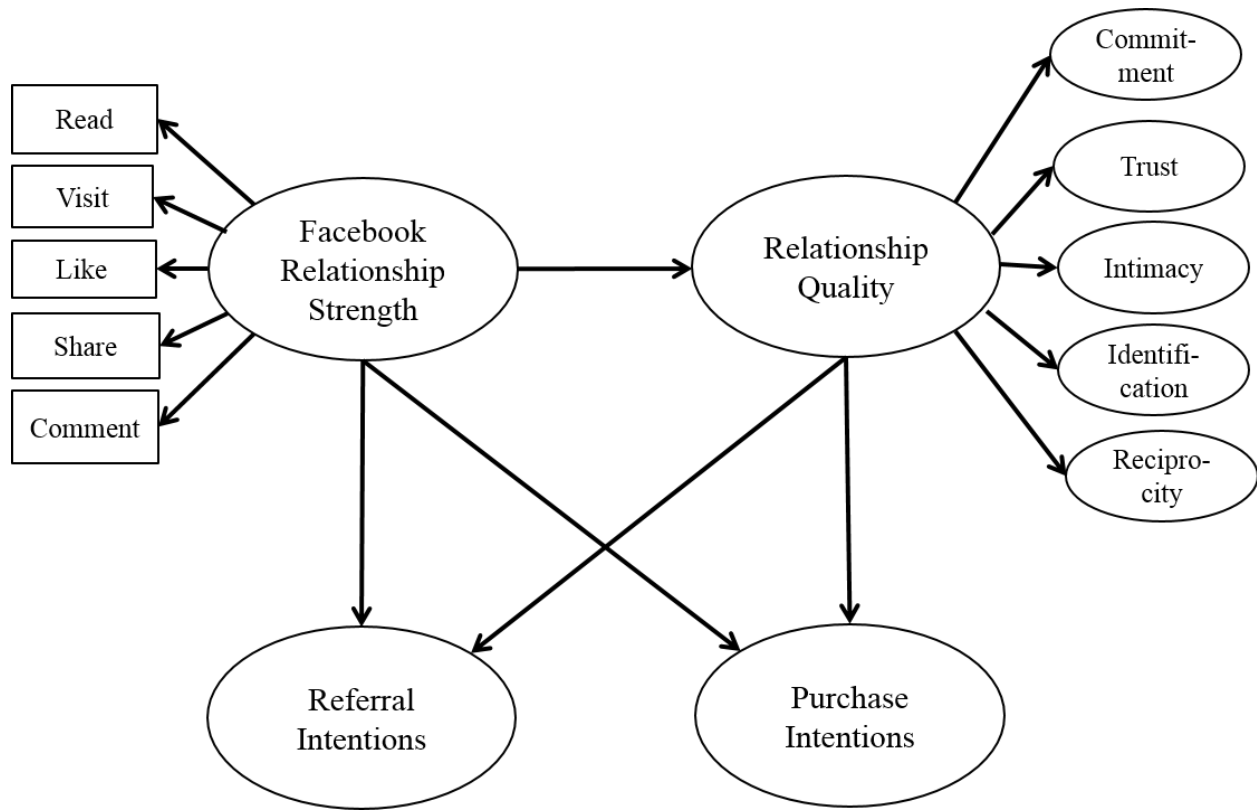 Read
Visit
Like
Share
Comment
Facebook
Relationship
Strength
Relationship
Quality
Commit-
ment
Trust
Intimacy
Identifi-
cation
Recipro-
city
Referral
Intentions
Purchase
Intentions